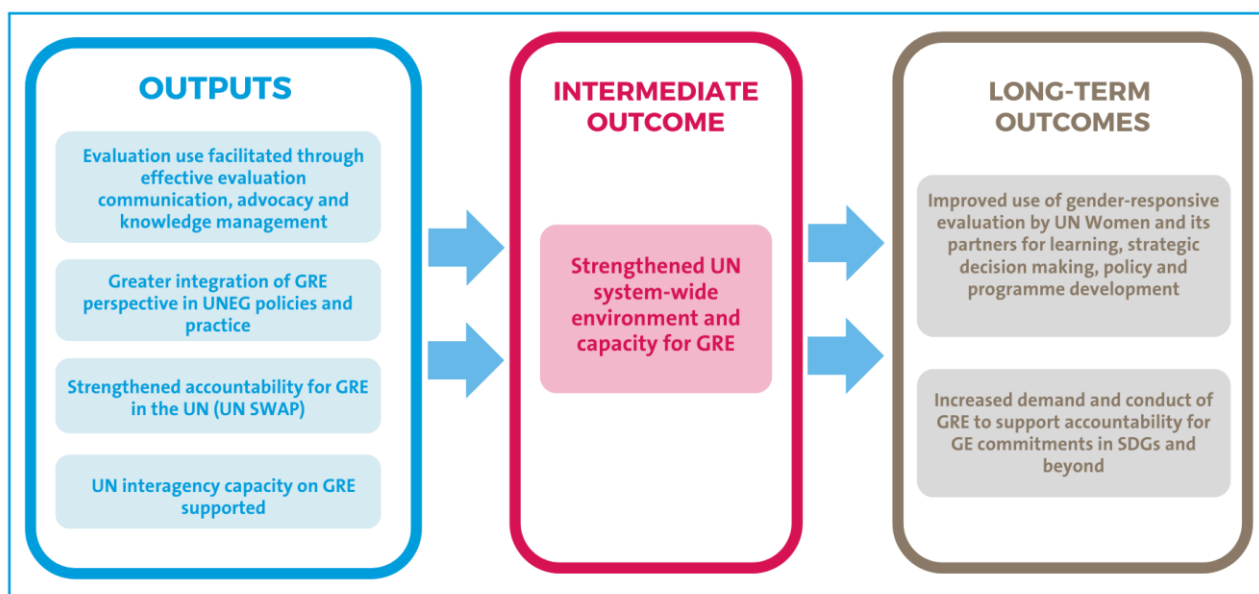 OUTPUTS
Evaluation use facilitated through
effective evaluation
communication, advocacy and
knowledge management
Greater integration of GRE
perspective in UNEG policies and
practice
Strengthened accountability for GRE
in the UN (UN SWAP)
UN interagency capacity on GRE
supported
INTERMEDIATE
OUTCOME
Strengthened UN
system-wide
environment and
capacity for GRE
LONG-TERM
OUTCOMES
Improved use of gender-responsive
evaluation by UN Women and its
partners for learning, strategic
decision making, policy and
programme development
Increased demand and conduct of
GRE to support accountability for
GE commitments in SDGs and
beyond